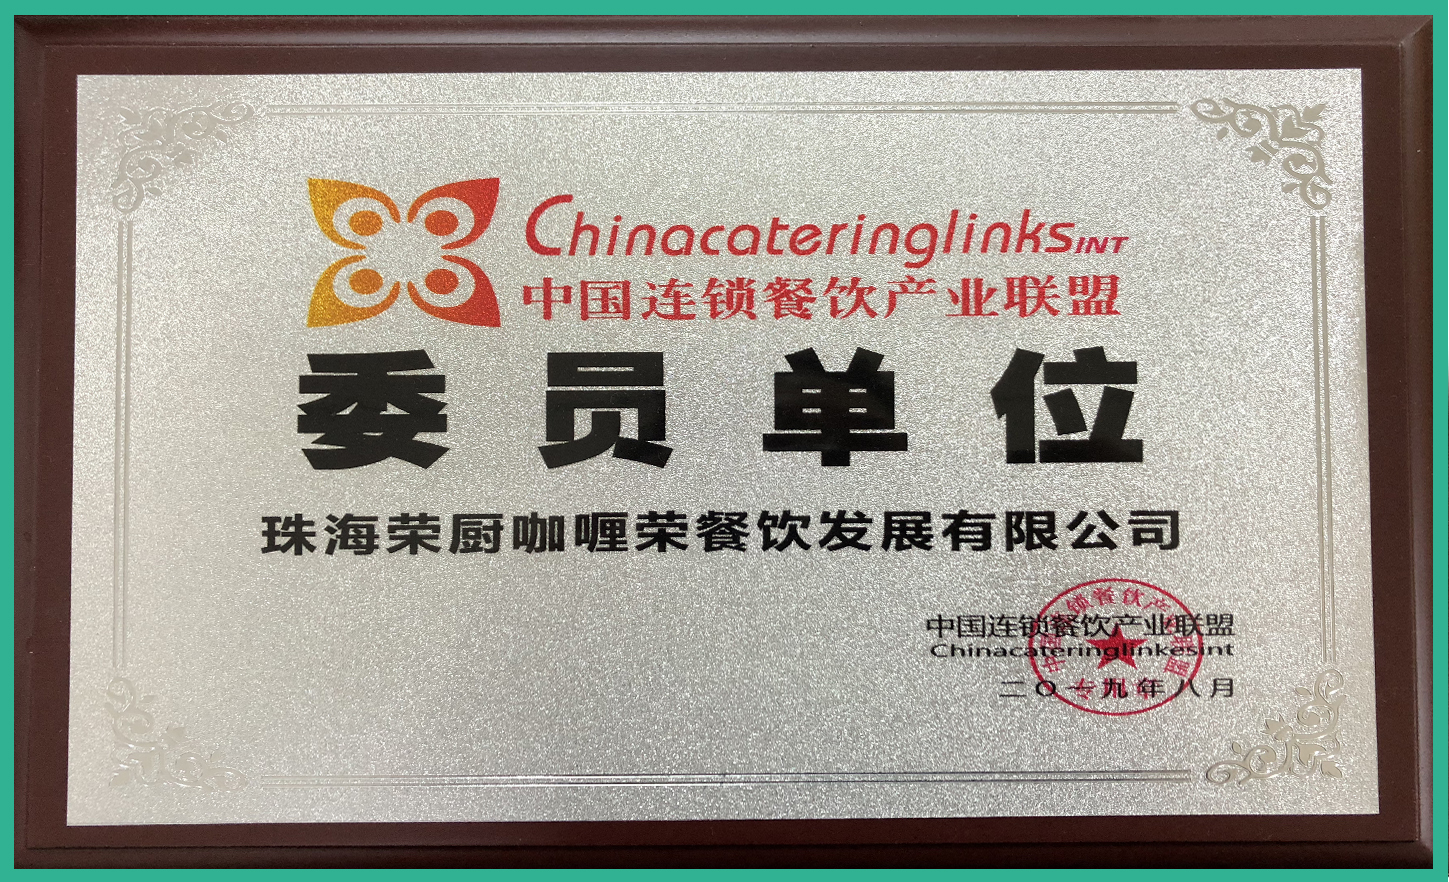 ChinacateringlinksINT
中国连锁餐饮产业联盟
委员单位
珠海荣厨咖喱荣餐饮发展有限公司
中国连锁餐饮产业联盟
Chinacateringlinkesint
二〇一九年八月